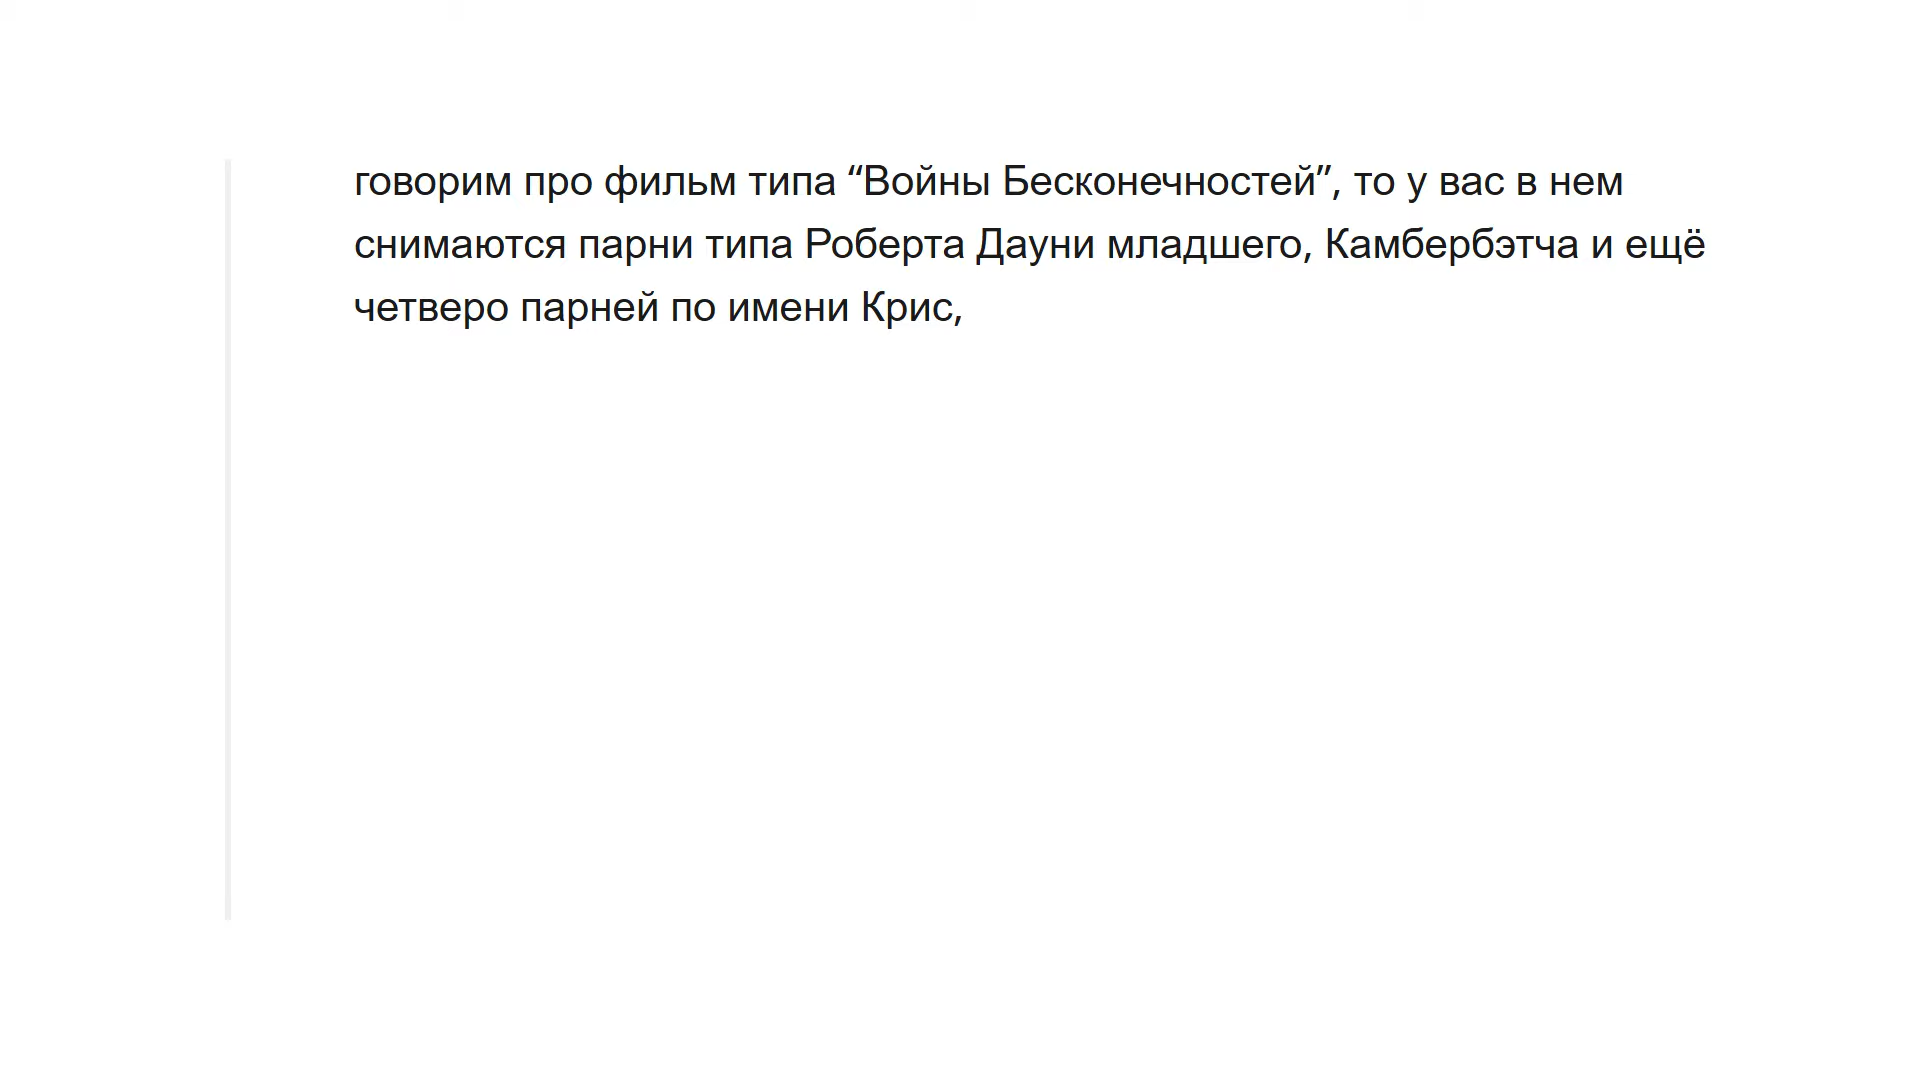 говорим про фильм типа “Войны Бесконечностей”, то у вас в нем
снимаются парни типа Роберта Дауни младшего, Камбербэтча и ещё
четверо парней по имени Крис,